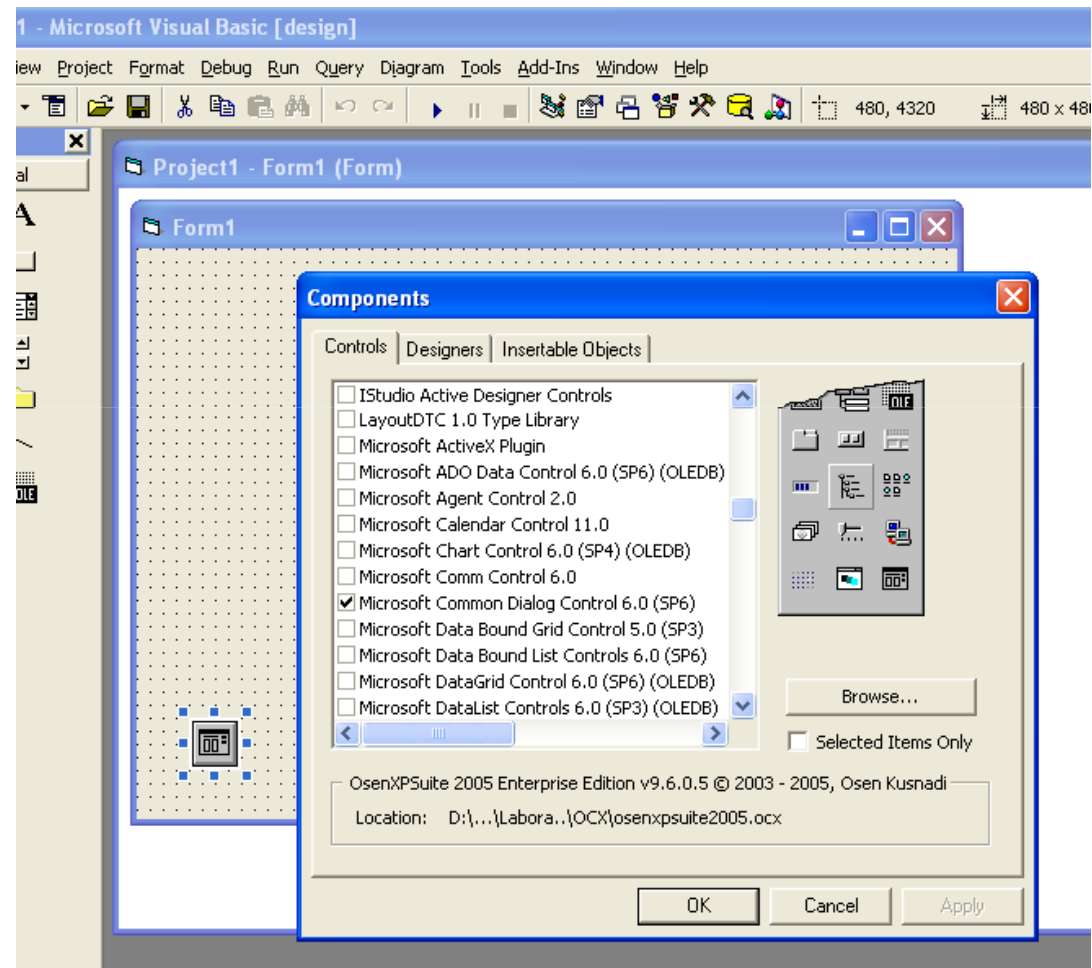 1 - Microsoft Visual Basic [design]
iew Project Format Debug Run Query Diagram Tools Add-Ins Window Help
480, 4320 480 x 480
al
Project1 - Form1 (Form)
A
Form1
Components
Controls Designers Insertable Objects
IStudio Active Designer Controls
LayoutDTC 1.0 Type Library
Microsoft ActiveX Plugin
Microsoft ADO Data Control 6.0 (SP6) (OLEDB)
Microsoft Agent Control 2.0
Microsoft Calendar Control 11.0
Microsoft Chart Control 6.0 (SP4) (OLEDB)
Microsoft Comm Control 6.0
Microsoft Common Dialog Control 6.0 (SP6)
Microsoft Data Bound Grid Control 5.0 (SP3)
Microsoft Data Bound List Controls 6.0 (SP6)
Microsoft DataGrid Control 6.0 (SP6) (OLEDB)
Microsoft DataList Controls 6.0 (SP3) (OLEDB)
OLE
OLE
Browse...
Selected Items Only
OsenXPSuite 2005 Enterprise Edition v9.6.0.5 © 2003 - 2005, Osen Kusnadi
Location: D:\...\Labora..\OCX\osenxpsuite2005.ocx
OK Cancel Apply